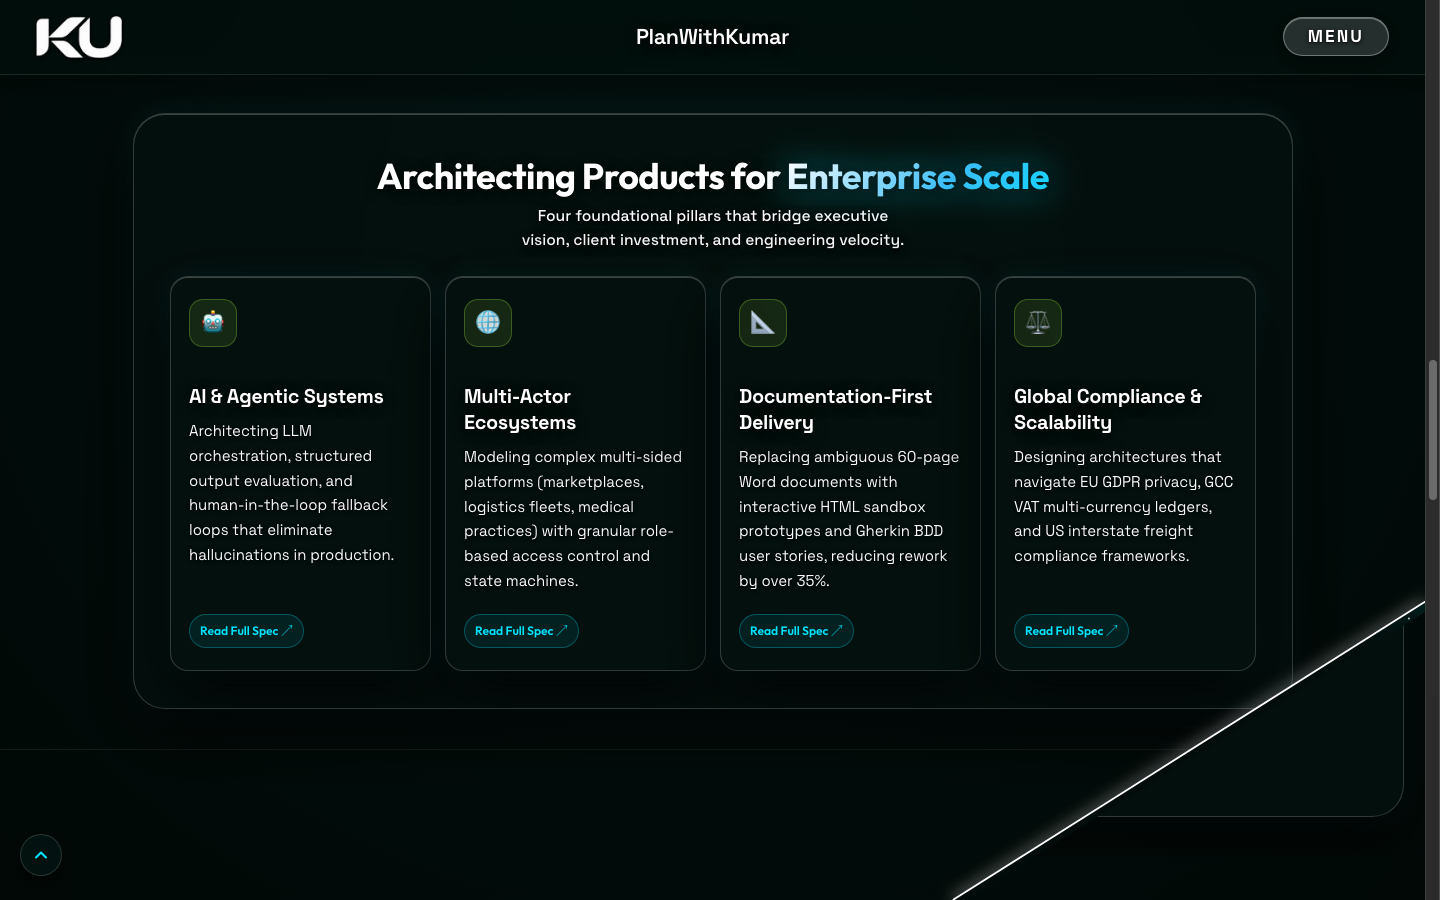 KU
PlanWithKumar
MENU
Architecting Products for Enterprise Scale
Four foundational pillars that bridge executive
vision, client investment, and engineering velocity.
AI & Agentic Systems
Architecting LLM
orchestration, structured
output evaluation, and
human-in-the-loop fallback
loops that eliminate
hallucinations in production.
Read Full Spec ↗
Multi-Actor
Ecosystems
Modeling complex multi-sided
platforms (marketplaces,
logistics fleets, medical
practices) with granular role-
based access control and
state machines.
Read Full Spec ↗
Documentation-First
Delivery
Replacing ambiguous 60-page
Word documents with
interactive HTML sandbox
prototypes and Gherkin BDD
user stories, reducing rework
by over 35%.
Read Full Spec ↗
Global Compliance &
Scalability
Designing architectures that
navigate EU GDPR privacy, GCC
VAT multi-currency ledgers,
and US interstate freight
compliance frameworks.
Read Full Spec ↗